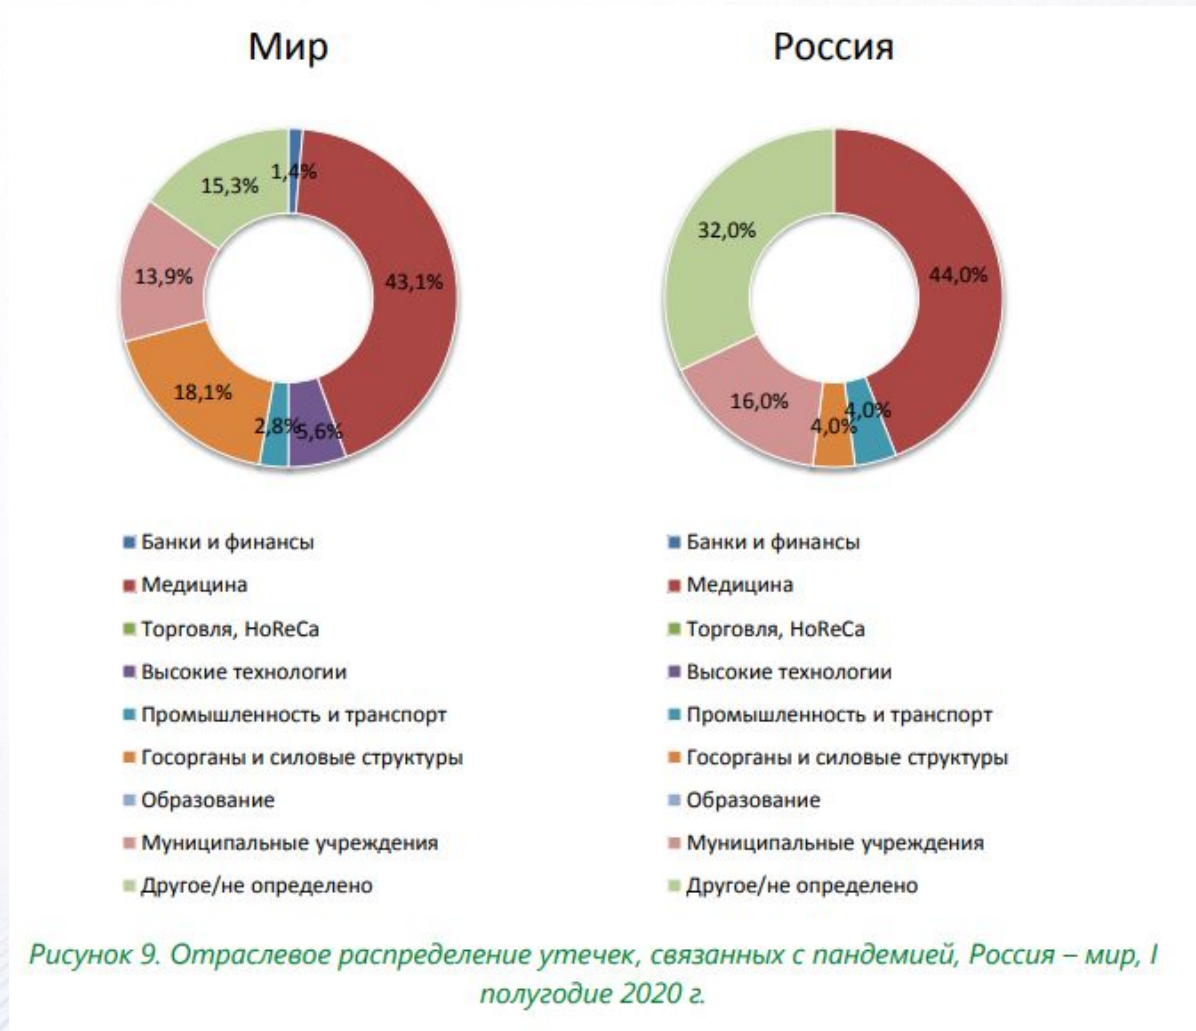 Мир
1,4%
15,3%
13,9%
43,1%
18,1%
2,8%
5,6%
Банки и финансы
Медицина
Торговля, HoReCa
Высокие технологии
Промышленность и транспорт
Госорганы и силовые структуры
Образование
Муниципальные учреждения
Другое/не определено
Россия
32,0%
44,0%
16,0%
4,0%
4,0%
Банки и финансы
Медицина
Торговля, HoReCa
Высокие технологии
Промышленность и транспорт
Госорганы и силовые структуры
Образование
Муниципальные учреждения
Другое/не определено
Рисунок 9. Отраслевое распределение утечек, связанных с пандемией, Россия – мир, I
полугодие 2020 г.